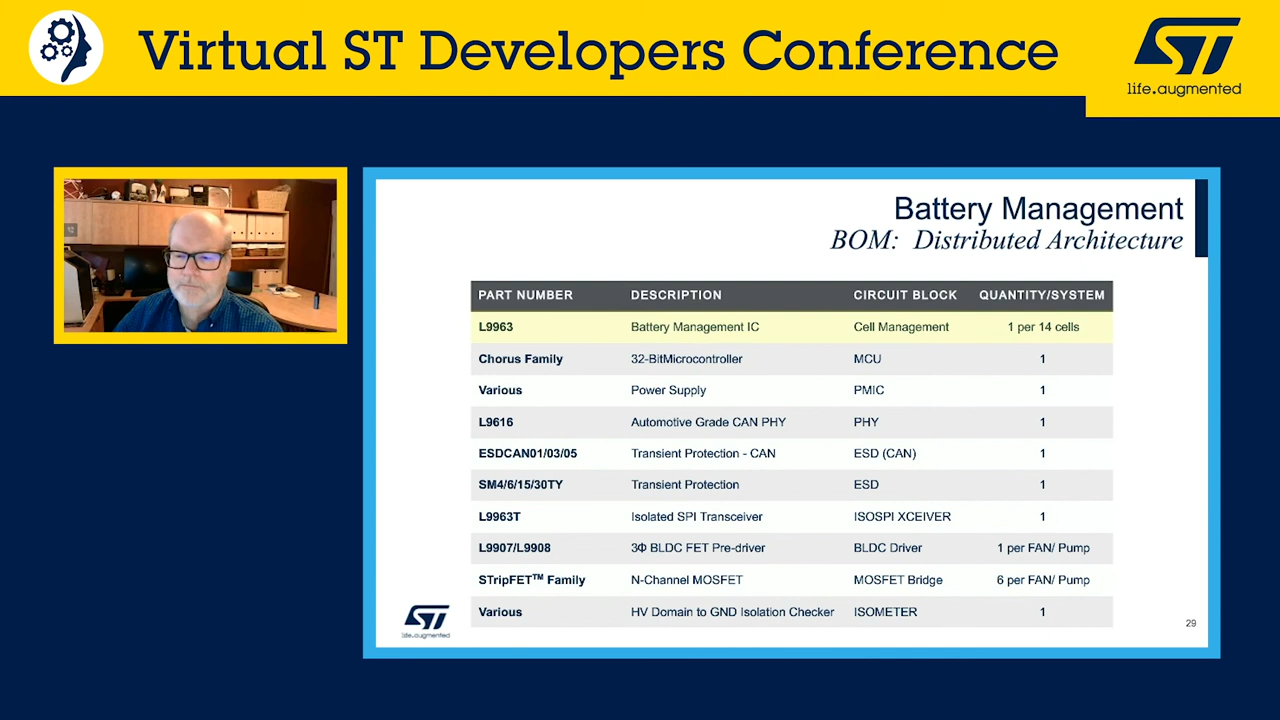 Virtual ST Developers Conference
ST
life.augmented
Battery Management
BOM: Distributed Architecture
PART NUMBER DESCRIPTION CIRCUIT BLOCK QUANTITY/SYSTEM
L9963 Battery Management IC Cell Management 1 per 14 cells
Chorus Family 32-BitMicrocontroller MCU 1
Various Power Supply PMIC 1
L9616 Automotive Grade CAN PHY PHY 1
ESDCAN01/03/05 Transient Protection - CAN ESD (CAN) 1
SM4/6/15/30TY Transient Protection ESD 1
L9963T Isolated SPI Transceiver ISOSPI XCEIVER 1
L9907/L9908 3Φ BLDC FET Pre-driver BLDC Driver 1 per FAN/ Pump
STripFET™ Family N-Channel MOSFET MOSFET Bridge 6 per FAN/ Pump
Various HV Domain to GND Isolation Checker ISOMETER 1
ST
life.augmented
29